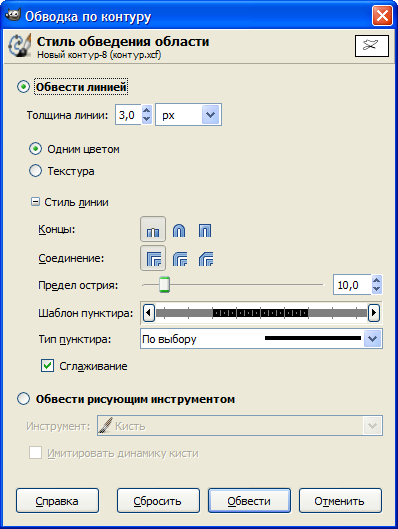 Обводка по контуру
Стиль обведения области
Новый контур-8 (контур.xcf)
Обвести линией
Толщина линии: 3,0 px
Одним цветом
Текстура
Стиль линии
Концы:
Соединение:
Предел острия: 10,0
Шаблон пунктира:
Тип пунктира: По выбору
Сглаживание
Обвести рисующим инструментом
Инструмент: Кисть
Имитировать динамику кисти
Справка Сбросить Обвести Отменить